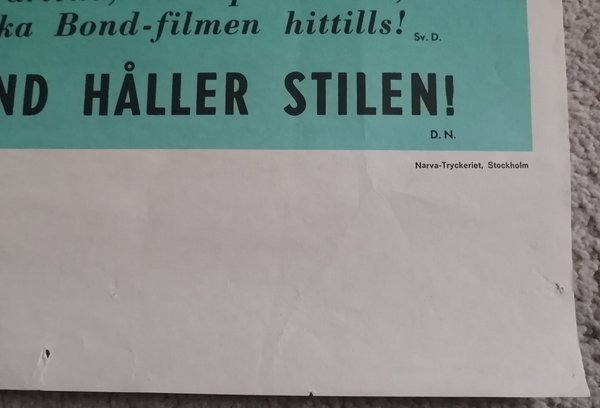 ka Bond-filmen hittills!
Sv. D.
ND HÅLLER STILEN!
D. N.
Narva-Tryckeriet, Stockholm